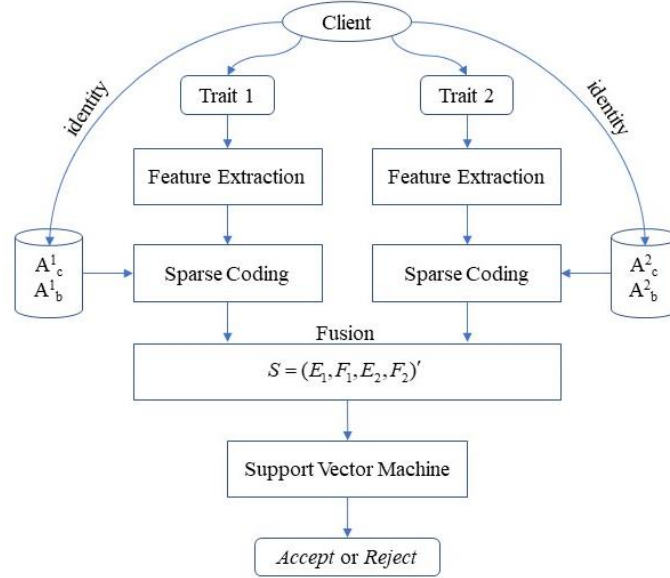 Client
identity
identity
Trait 1
Trait 2
Feature Extraction
Feature Extraction
A¹c
A¹b
Sparse Coding
Sparse Coding
A²c
A²b
Fusion
S = (E₁, F₁, E₂, F₂)′
Support Vector Machine
Accept or Reject